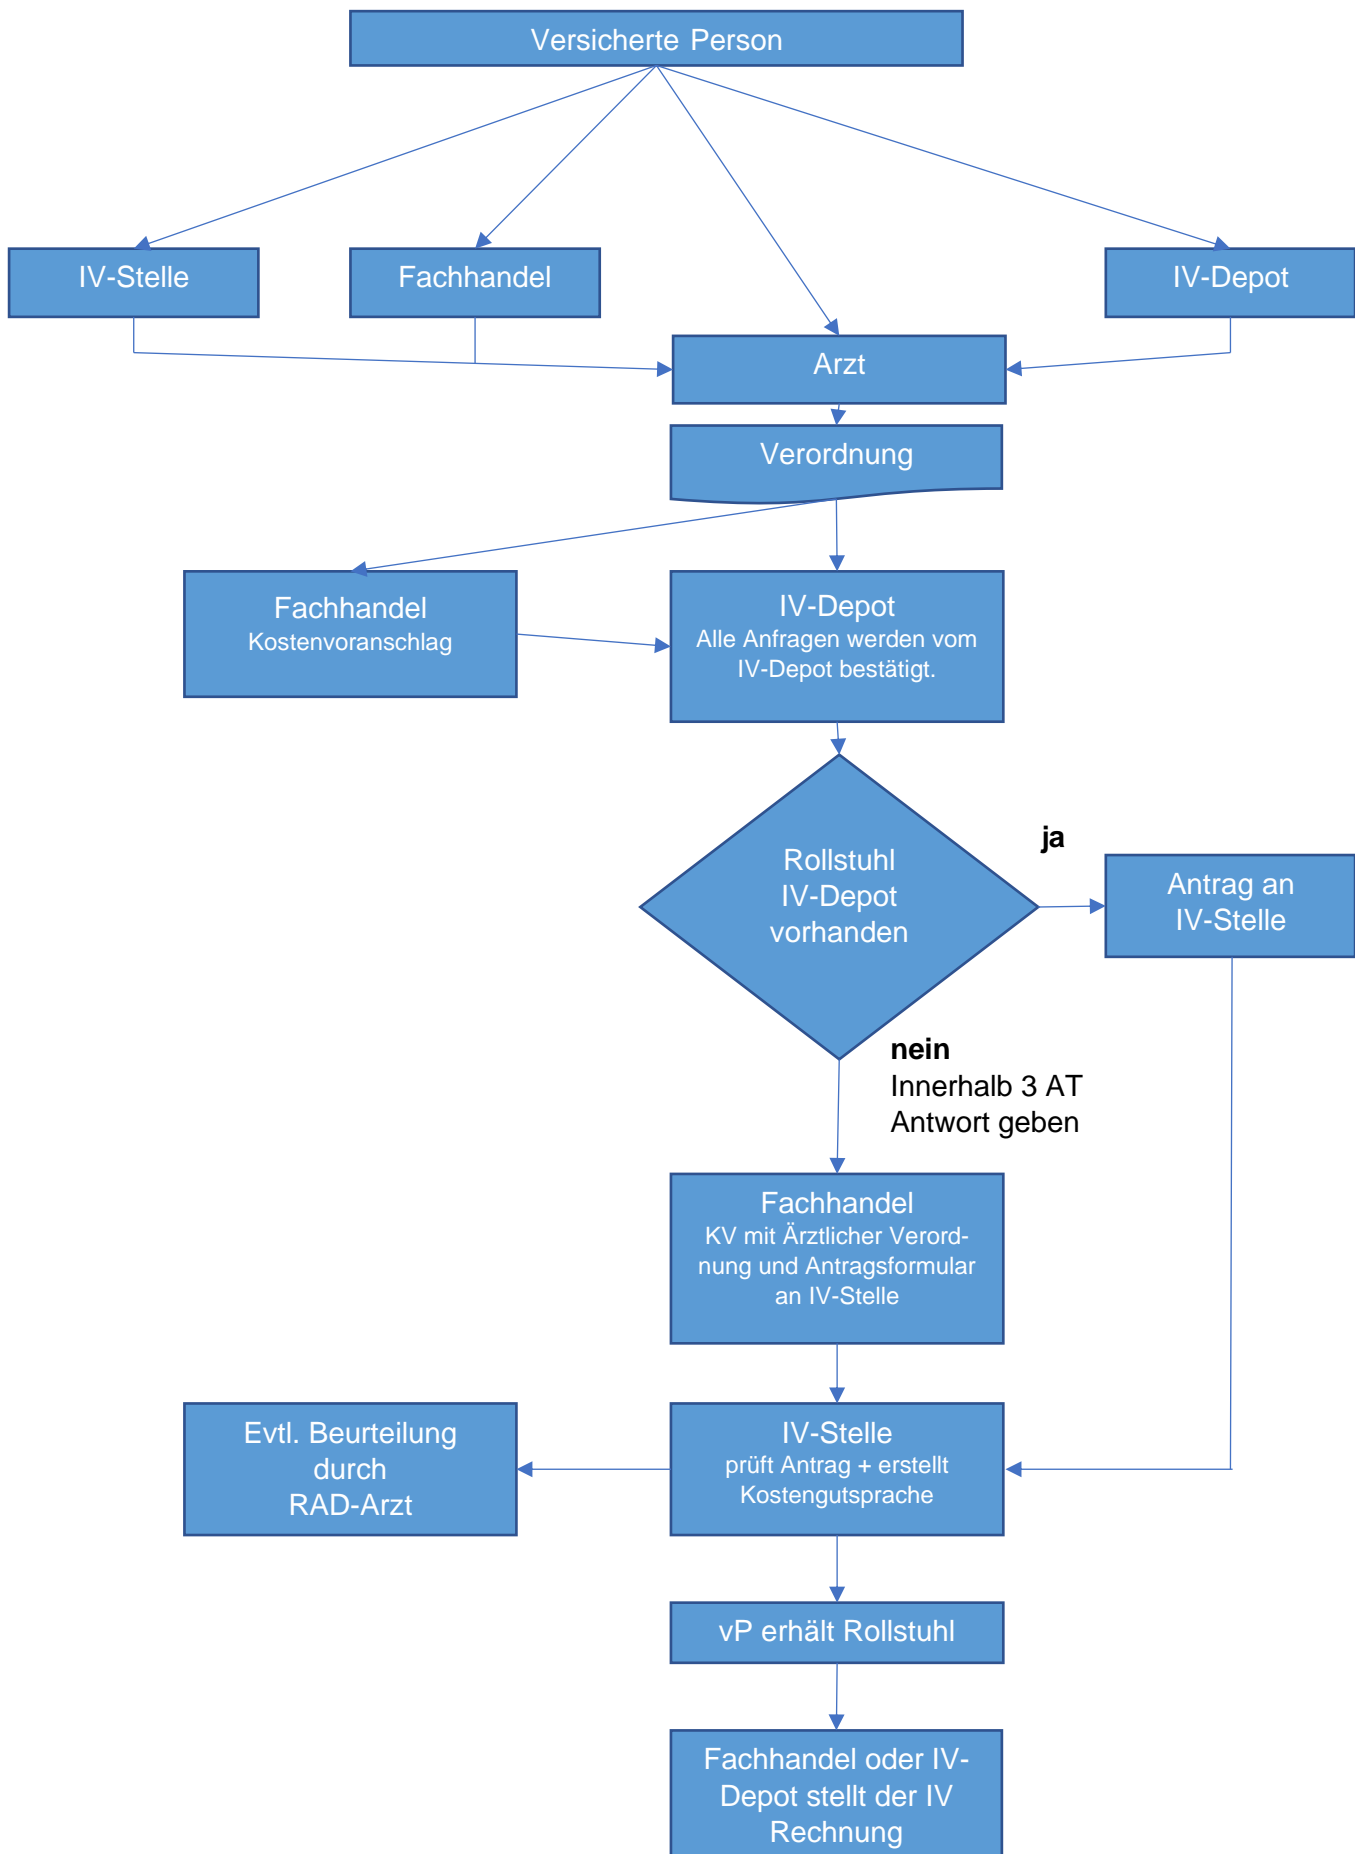 Versicherte Person
IV-Stelle
Fachhandel
IV-Depot
Arzt
Verordnung
Fachhandel
Kostenvoranschlag
IV-Depot
Alle Anfragen werden vom
IV-Depot bestätigt.
Rollstuhl
IV-Depot
vorhanden
ja
Antrag an
IV-Stelle
nein
Innerhalb 3 AT
Antwort geben
Fachhandel
KV mit Ärztlicher Verord-
nung und Antragsformular
an IV-Stelle
Evtl. Beurteilung
durch
RAD-Arzt
IV-Stelle
prüft Antrag + erstellt
Kostengutsprache
vP erhält Rollstuhl
Fachhandel oder IV-
Depot stellt der IV
Rechnung